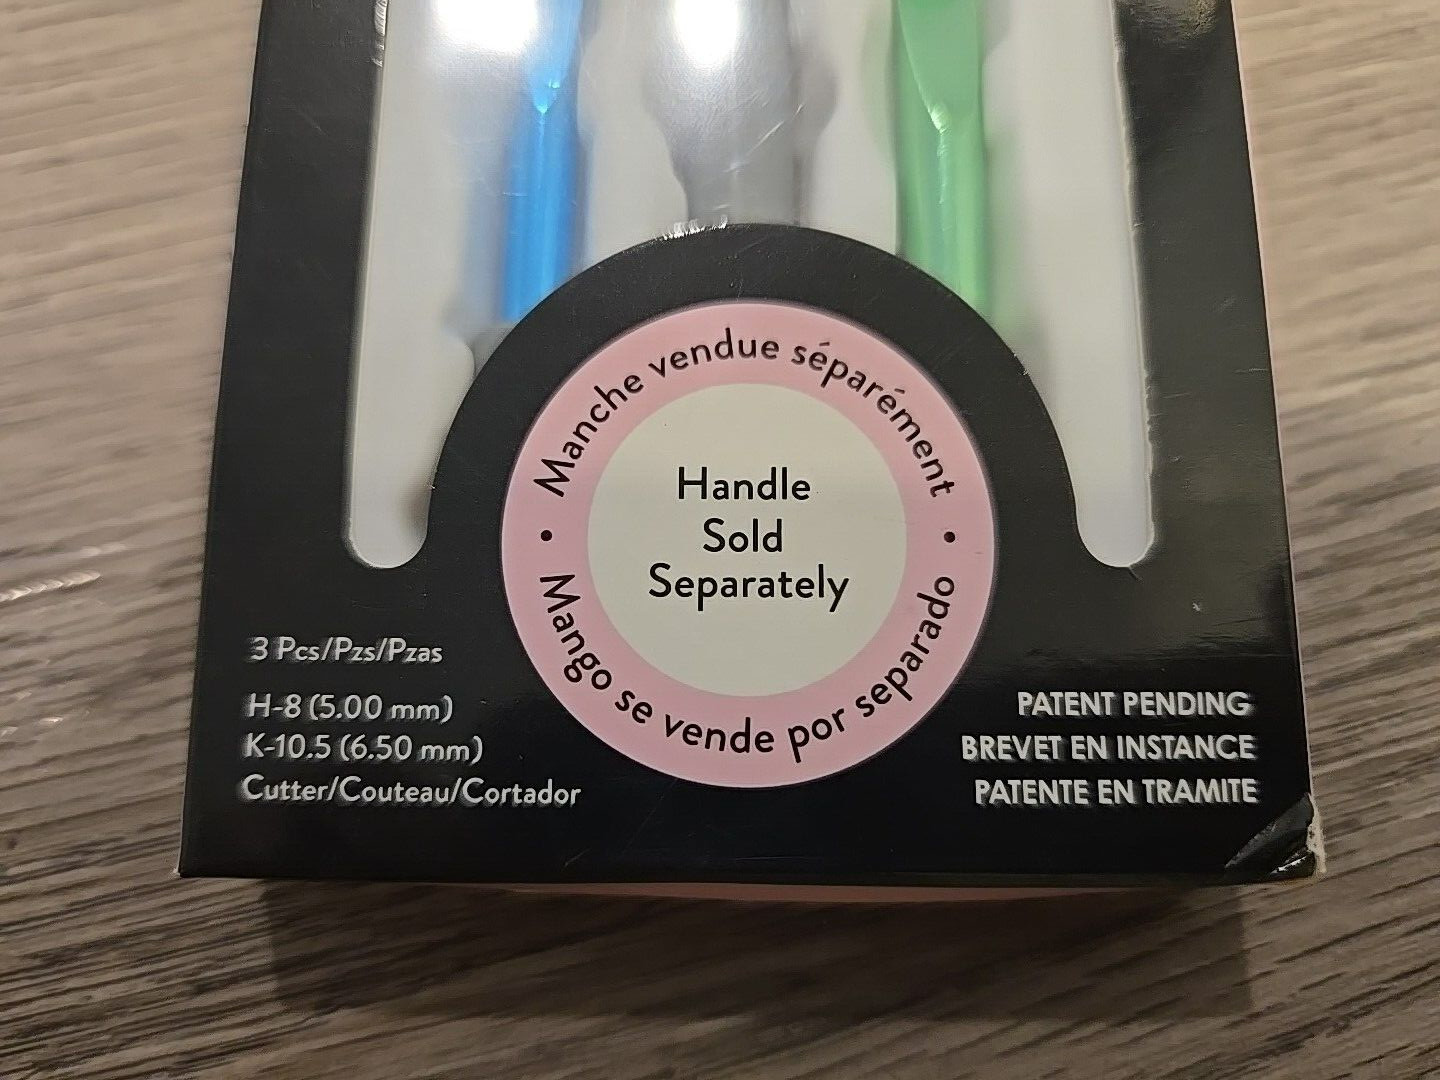 Manche vendue séparément
Handle
Sold
Separately
Mango se vende por separado
3 Pcs/Pzs/Pzas
H-8 (5.00 mm)
K-10.5 (6.50 mm)
Cutter/Couteau/Cortador
PATENT PENDING
BREVET EN INSTANCE
PATENTE EN TRAMITE